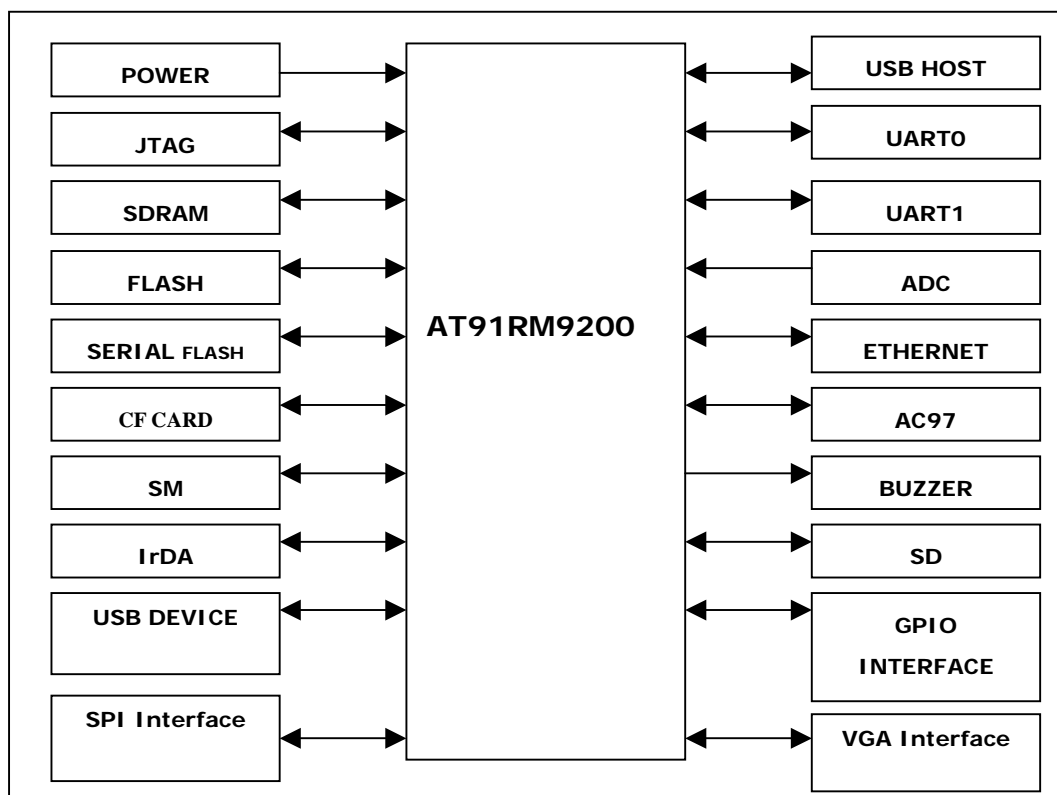 POWER
JTAG
SDRAM
FLASH
SERIAL FLASH
CF CARD
SM
IrDA
USB DEVICE
SPI Interface
AT91RM9200
USB HOST
UART0
UART1
ADC
ETHERNET
AC97
BUZZER
SD
GPIO
INTERFACE
VGA Interface